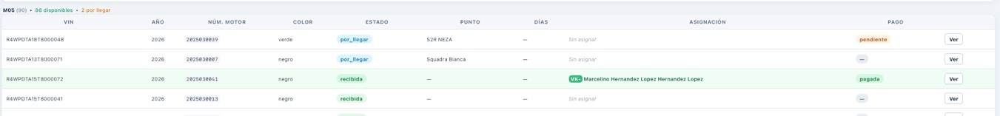 M05 (90) • 88 disponibles • 2 por llegar
VIN AÑO NÚM. MOTOR COLOR ESTADO PUNTO DÍAS ASIGNACIÓN PAGO
R4WPDTA18T8000048 2026 2025030039 verde por_llegar S2R NEZA — Sin asignar pendiente Ver
R4WPDTA13T8000071 2026 2025030007 negro por_llegar Squadra Bianca — Sin asignar — Ver
R4WPDTA15T8000072 2026 2025030041 negro recibida — — VK- Marcelino Hernandez Lopez Hernandez Lopez pagada Ver
R4WPDTA15T8000041 2026 2025030013 negro recibida — — Sin asignar — Ver